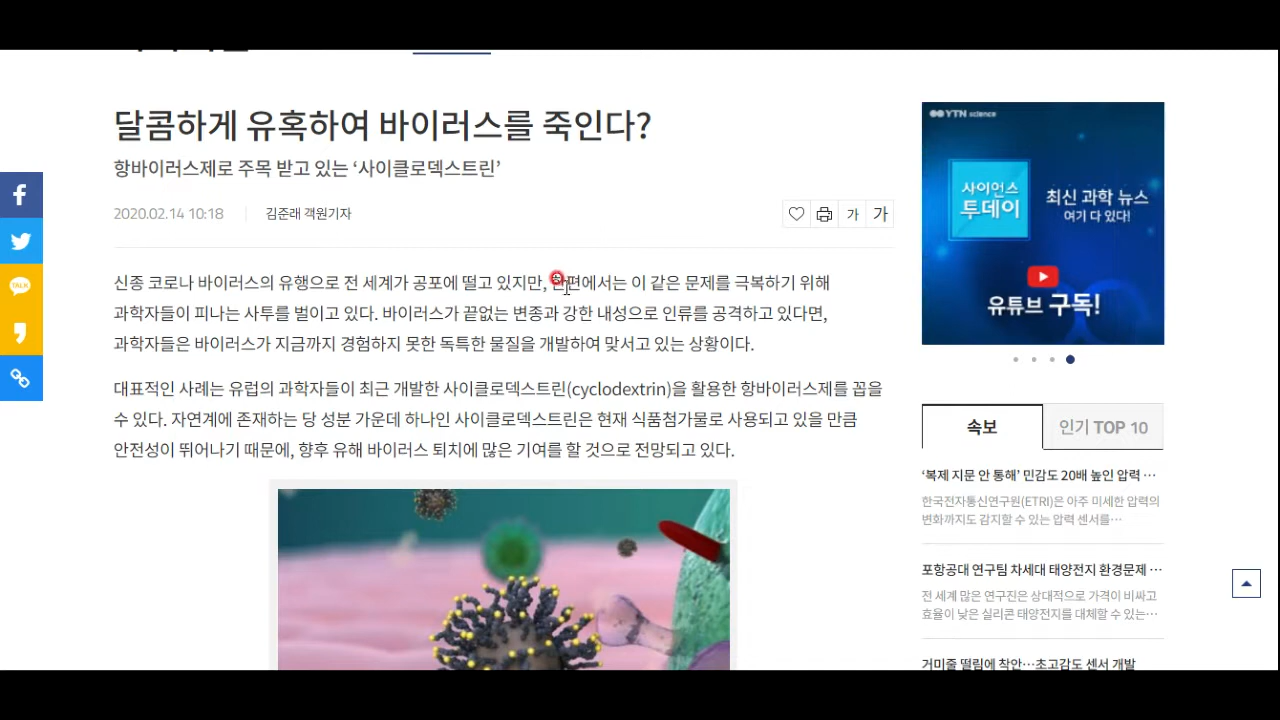 달콤하게 유혹하여 바이러스를 죽인다?
항바이러스제로 주목 받고 있는 ‘사이클로덱스트린’
2020.02.14 10:18 김준래 객원기자
가 가
신종 코로나 바이러스의 유행으로 전 세계가 공포에 떨고 있지만, 한편에서는 이 같은 문제를 극복하기 위해
과학자들이 피나는 사투를 벌이고 있다. 바이러스가 끝없는 변종과 강한 내성으로 인류를 공격하고 있다면,
과학자들은 바이러스가 지금까지 경험하지 못한 독특한 물질을 개발하여 맞서고 있는 상황이다.
대표적인 사례는 유럽의 과학자들이 최근 개발한 사이클로덱스트린(cyclodextrin)을 활용한 항바이러스제를 꼽을
수 있다. 자연계에 존재하는 당 성분 가운데 하나인 사이클로덱스트린은 현재 식품첨가물로 사용되고 있을 만큼
안전성이 뛰어나기 때문에, 향후 유해 바이러스 퇴치에 많은 기여를 할 것으로 전망되고 있다.
TALK
YTN science
사이언스
투데이
최신 과학 뉴스
여기 다 있다!
유튜브 구독!
속보 인기 TOP 10
‘복제 지문 안 통해’ 민감도 20배 높인 압력 …
한국전자통신연구원(ETRI)은 아주 미세한 압력의
변화까지도 감지할 수 있는 압력 센서를…
포항공대 연구팀 차세대 태양전지 환경문제 …
전 세계 많은 연구진은 상대적으로 가격이 비싸고
효율이 낮은 실리콘 태양전지를 대체할 수 있는…
거미줄 떨림에 착안…초고감도 센서 개발